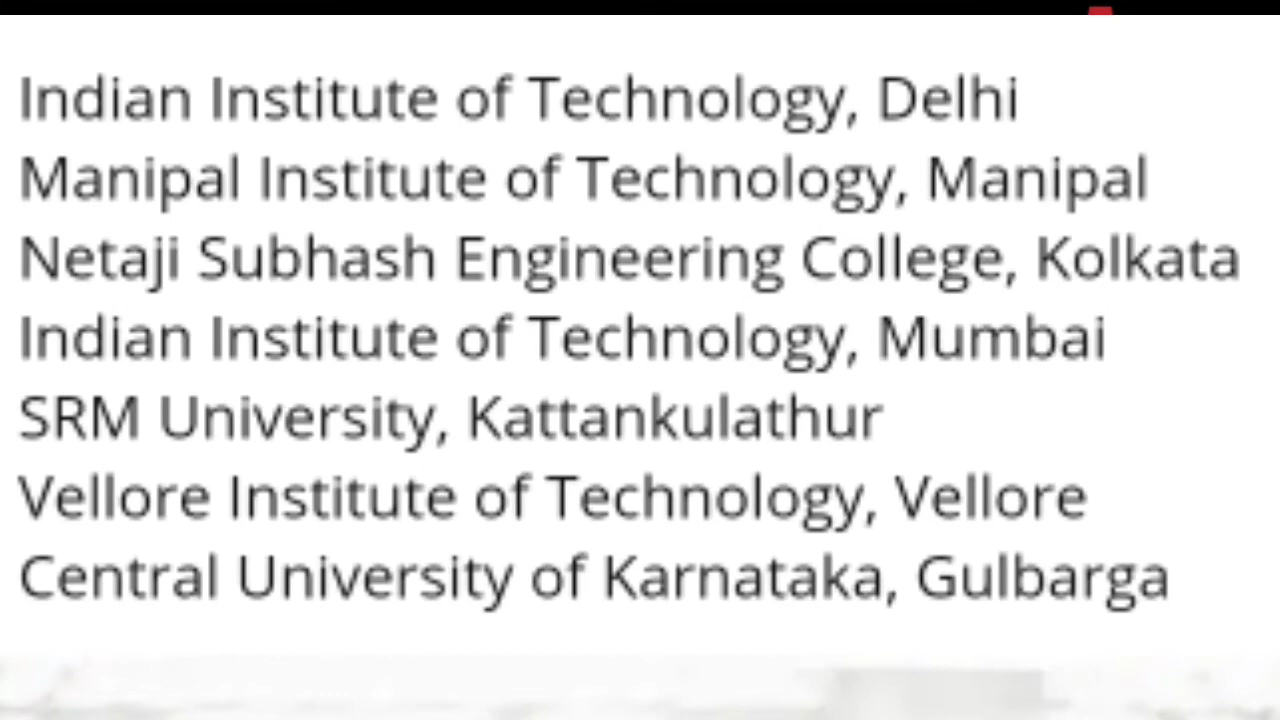 Indian Institute of Technology, Delhi
Manipal Institute of Technology, Manipal
Netaji Subhash Engineering College, Kolkata
Indian Institute of Technology, Mumbai
SRM University, Kattankulathur
Vellore Institute of Technology, Vellore
Central University of Karnataka, Gulbarga